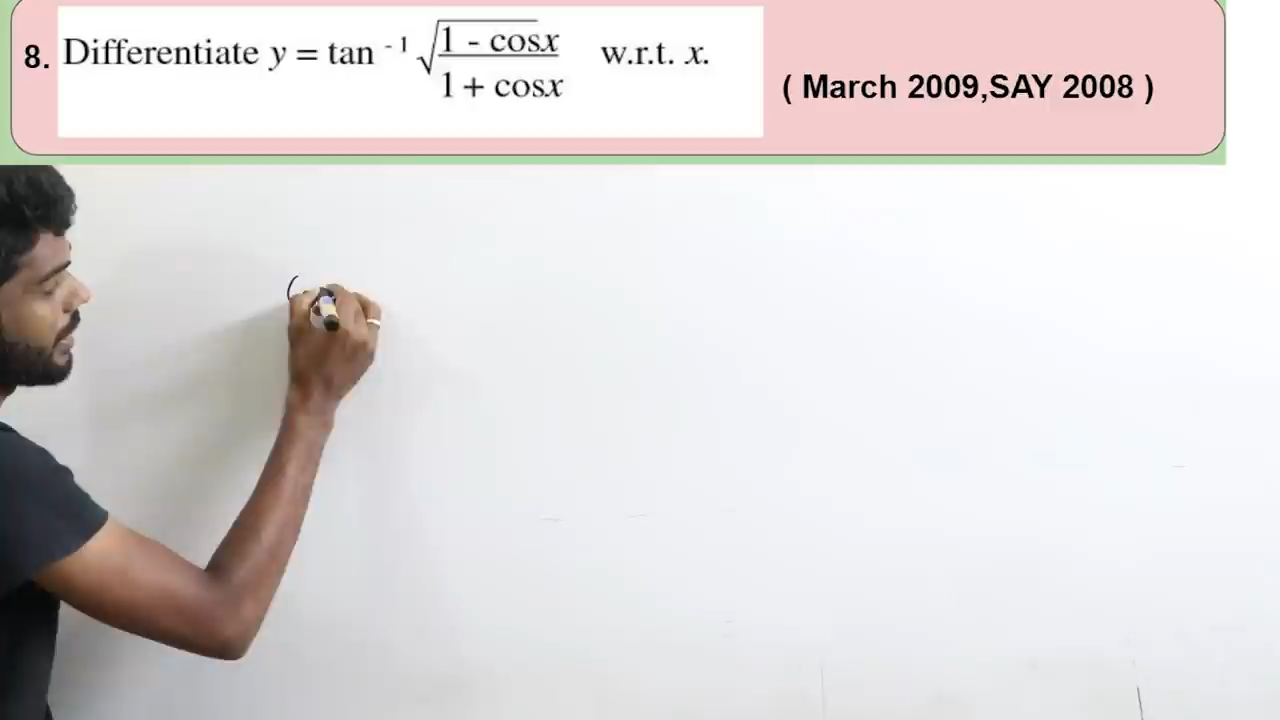 8. Differentiate y = tan ⁻¹ √(1 - cosx / 1 + cosx) w.r.t. x.
( March 2009,SAY 2008 )